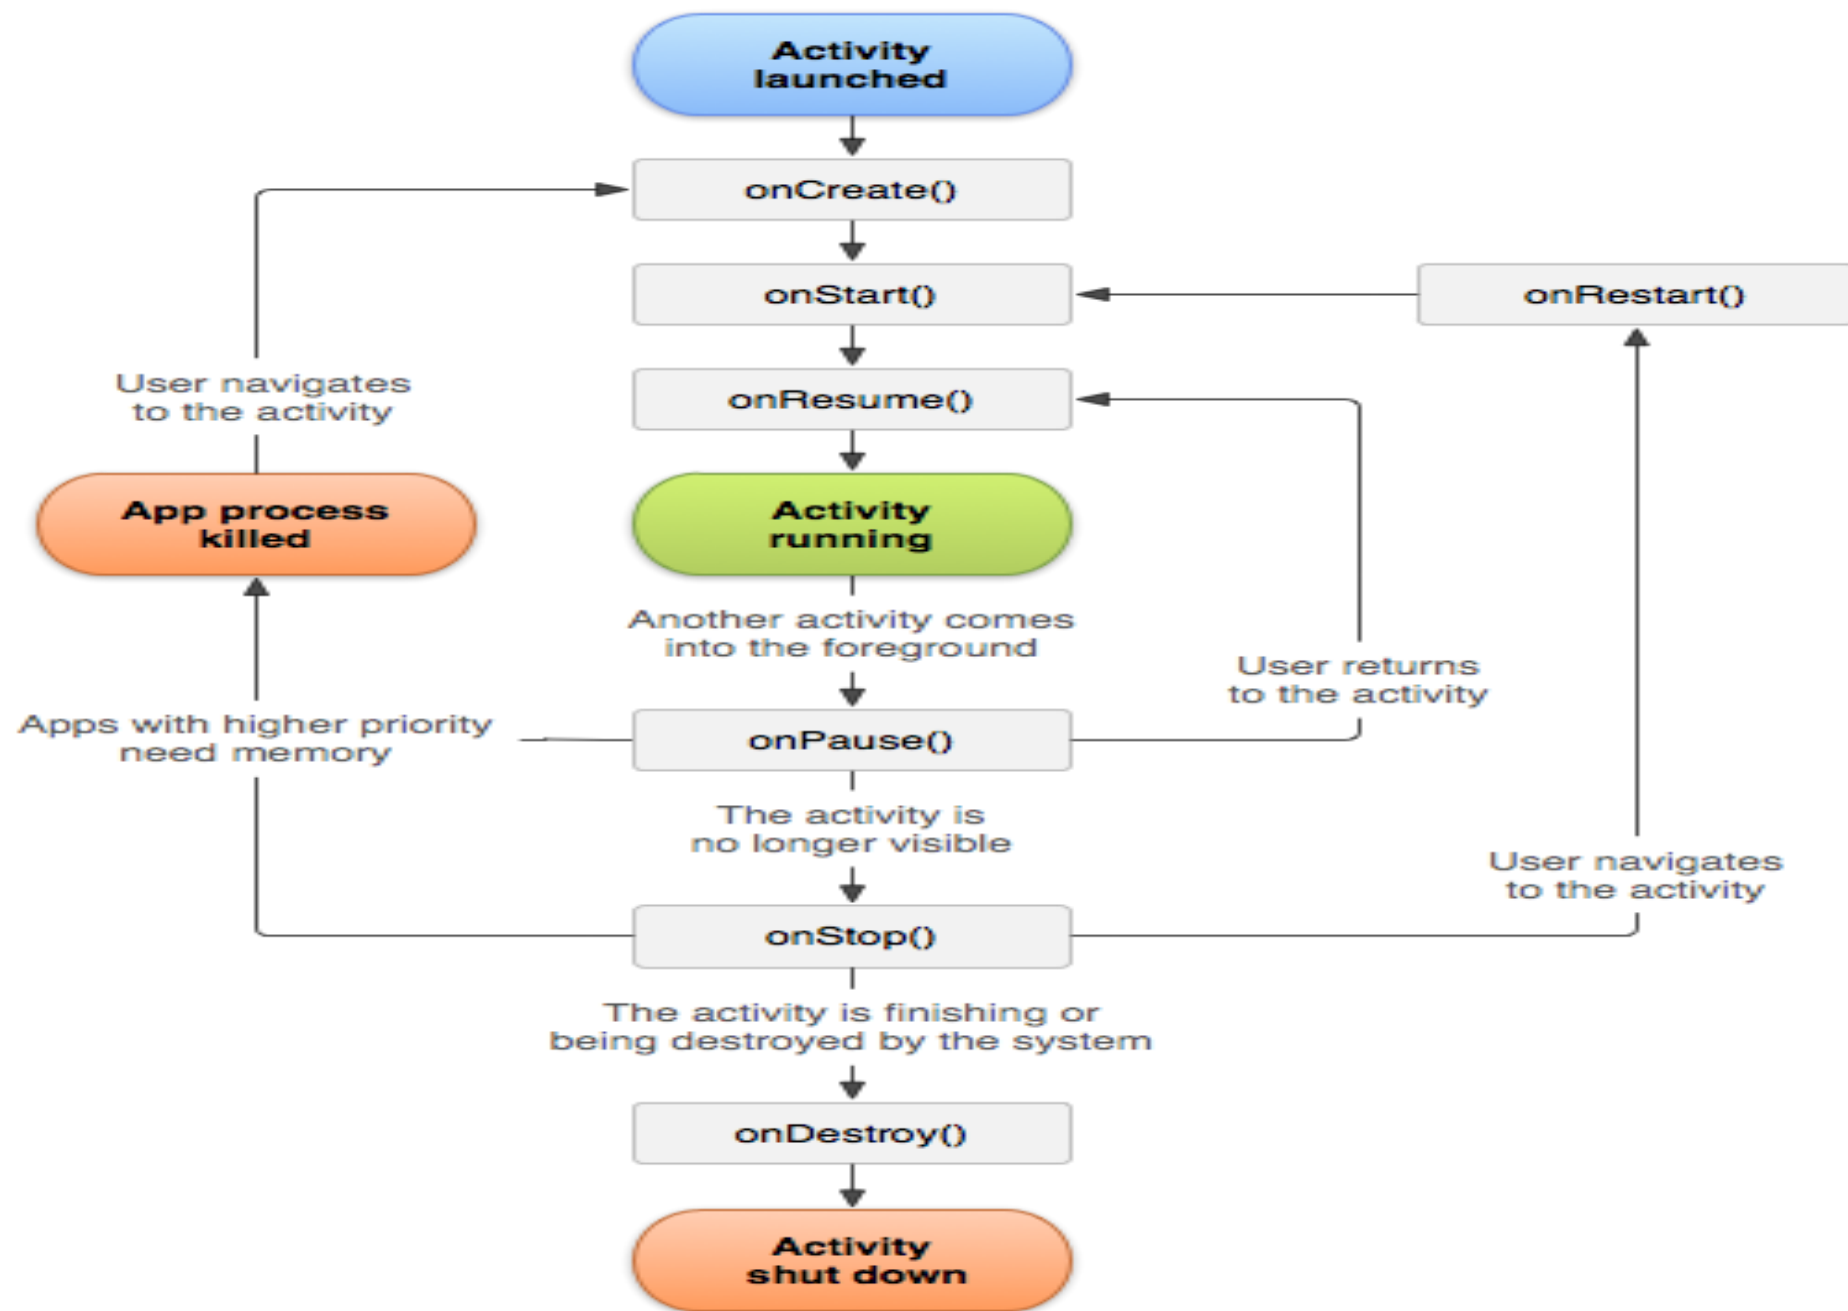 Activity
launched
onCreate()
onStart()
onRestart()
User navigates
to the activity
onResume()
App process
killed
Activity
running
Another activity comes
into the foreground
User returns
to the activity
Apps with higher priority
need memory
onPause()
The activity is
no longer visible
User navigates
to the activity
onStop()
The activity is finishing or
being destroyed by the system
onDestroy()
Activity
shut down